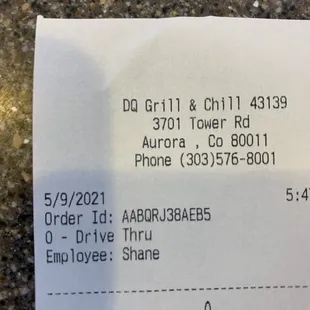 DQ Grill & Chill 43139
3701 Tower Rd
Aurora , Co 80011
Phone (303)576-8001
5/9/2021
Order Id: AABQRJ38AEB5
0 - Drive Thru
Employee: Shane